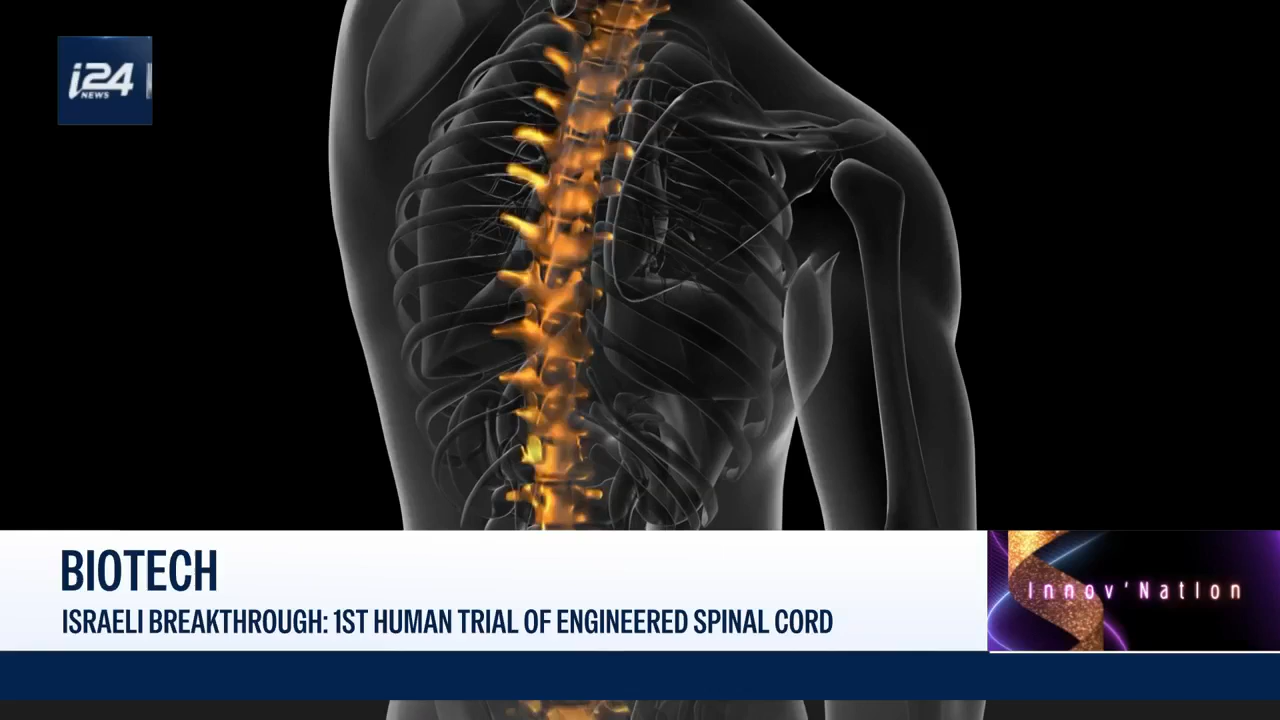 i24
NEWS
BIOTECH
ISRAELI BREAKTHROUGH: 1ST HUMAN TRIAL OF ENGINEERED SPINAL CORD
Innov'Nation